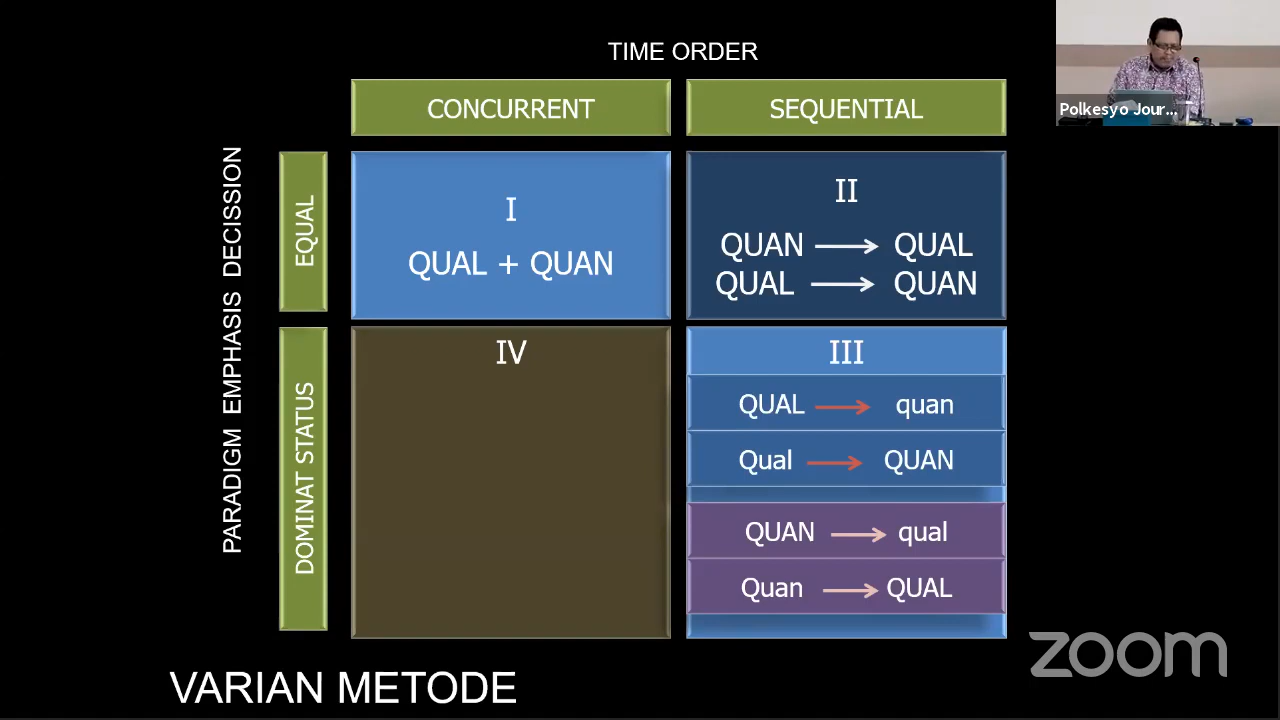 TIME ORDER
CONCURRENT
SEQUENTIAL
PARADIGM EMPHASIS DECISSION
EQUAL
I
QUAL + QUAN
II
QUAN → QUAL
QUAL → QUAN
DOMINAT STATUS
IV
III
QUAL → quan
Qual → QUAN
QUAN → qual
Quan → QUAL
VARIAN METODE
Polkesyo Jour...
zoom